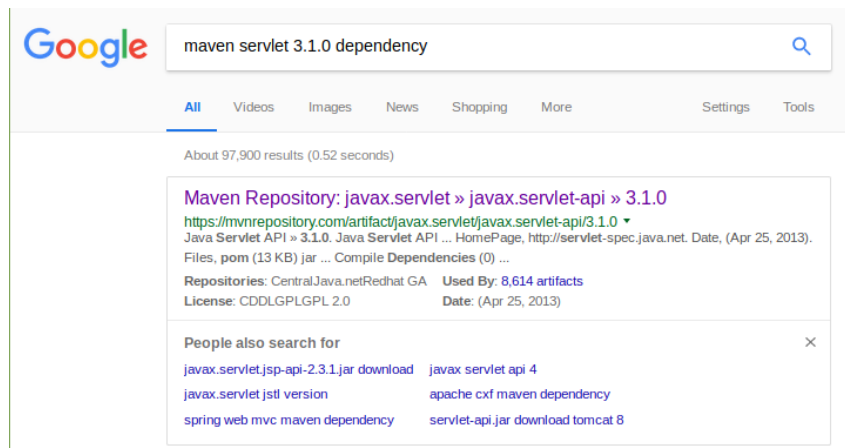 Google
maven servlet 3.1.0 dependency
All Videos Images News Shopping More Settings Tools
About 97,900 results (0.52 seconds)
Maven Repository: javax.servlet » javax.servlet-api » 3.1.0
https://mvnrepository.com/artifact/javax.servlet/javax.servlet-api/3.1.0
Java Servlet API » 3.1.0. Java Servlet API ... HomePage, http://servlet-spec.java.net. Date, (Apr 25, 2013).
Files, pom (13 KB) jar ... Compile Dependencies (0) ...
Repositories: CentralJava.netRedhat GA Used By: 8,614 artifacts
License: CDDLGPLGPL 2.0 Date: (Apr 25, 2013)
People also search for
javax.servlet.jsp-api-2.3.1.jar download javax servlet api 4
javax.servlet jstl version apache cxf maven dependency
spring web mvc maven dependency servlet-api.jar download tomcat 8